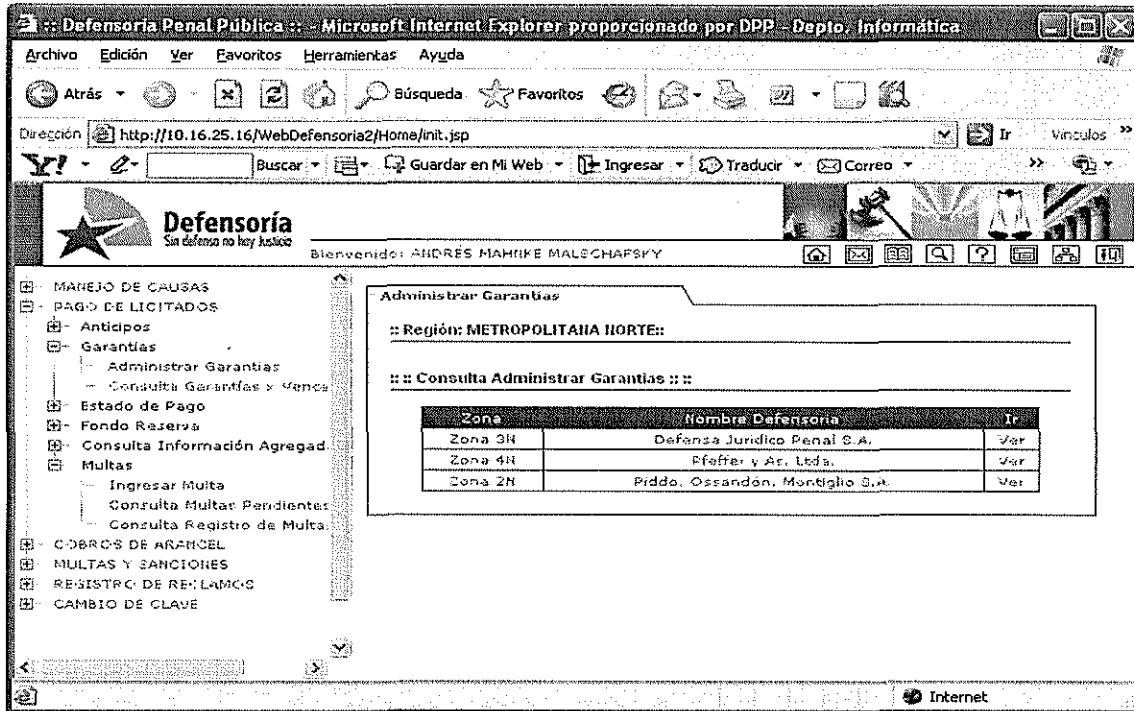 :: Defensoría Penal Pública :: - Microsoft Internet Explorer proporcionado por DPP - Depto. Informática
Archivo Edición Ver Favoritos Herramientas Ayuda
Atrás Búsqueda Favoritos
Dirección http://10.16.25.16/WebDefensoria2/Home/init.jsp Ir Vínculos »
Y! Buscar Guardar en Mi Web Ingresar Traducir Correo »
Defensoría
Sin defensa no hay Justicia
Bienvenido: ANDRÉS MAHNKE MALSCHAFSKY
MANEJO DE CAUSAS
PAGO DE LICITADOS
Anticipos
Garantías
Administrar Garantías
Consulta Garantías x Vence
Estado de Pago
Fondo Reserva
Consulta Información Agregad
Multas
Ingresar Multa
Consulta Multas Pendientes
Consulta Registro de Multa
COBROS DE ARANCEL
MULTAS Y SANCIONES
REGISTRO DE RECLAMOS
CAMBIO DE CLAVE
Administrar Garantías
:: Región: METROPOLITANA NORTE::
:: :: Consulta Administrar Garantías :: ::
Zona Nombre Defensoría Ir
Zona 3N Defensa Jurídico Penal S.A. Ver
Zona 4N Pfeffer y As. Ltda. Ver
Zona 2N Piddo, Ossandón, Montiglio S.A. Ver
Internet